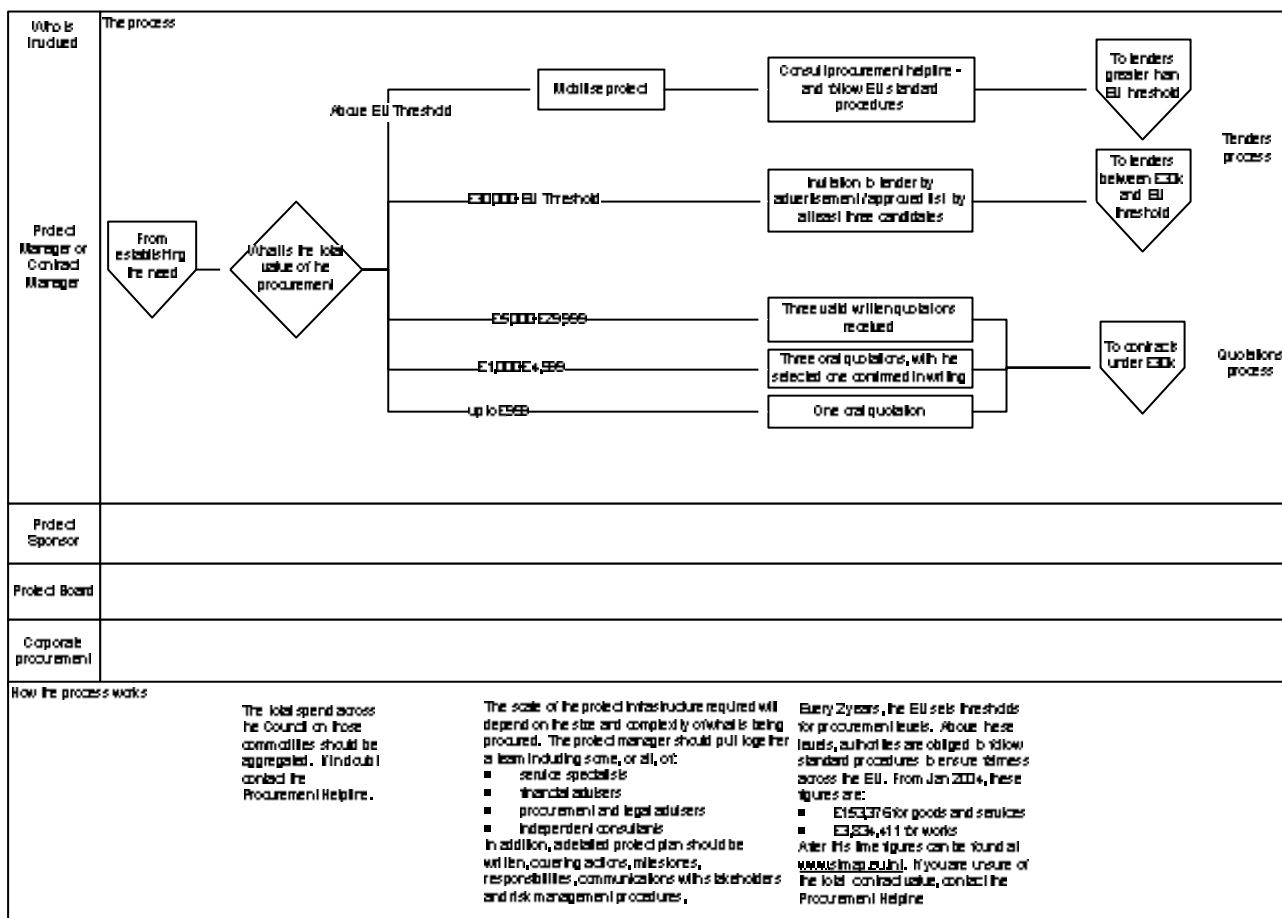 Who is
involved
The process
Project
Manager or
Contract
Manager
From
establishing
the need
What is the total
value of the
procurement
Above EU Threshold
Mobilise project
Consult procurement helpline -
and follow EU standard
procedures
To tenders
greater than
EU threshold
£30,000-EU Threshold
Invitation to tender by
advertisement/approved list by
at least three candidates
To tenders
between £30k
and EU
threshold
Tenders
process
£5,000-£29,999
Three valid written quotations
received
£1,000-£4,999
Three oral quotations, with the
selected one confirmed in writing
up to £999
One oral quotation
To contracts
under £30k
Quotations
process
Project
Sponsor
Project Board
Corporate
procurement
How the process works
The total spend across
the Council on those
commodities should be
aggregated. If in doubt
contact the
Procurement Helpline.
The scale of the project infrastructure required will
depend on the size and complexity of what is being
procured. The project manager should pull together
a team including some, or all, of:
▪ service specialists
▪ financial advisers
▪ procurement and legal advisers
▪ independent consultants
In addition, a detailed project plan should be
written, covering actions, milestones,
responsibilities, communications with stakeholders
and risk management procedures.
Every 2 years, the EU sets thresholds
for procurement levels. Above these
levels, authorities are obliged to follow
standard procedures to ensure fairness
across the EU. From Jan 2004, these
figures are:
▪ £153,376 for goods and services
▪ £3,834,411 for works
After this time figures can be found at
www.simap.eu.int. If you are unsure of
the total contract value, contact the
Procurement Helpline